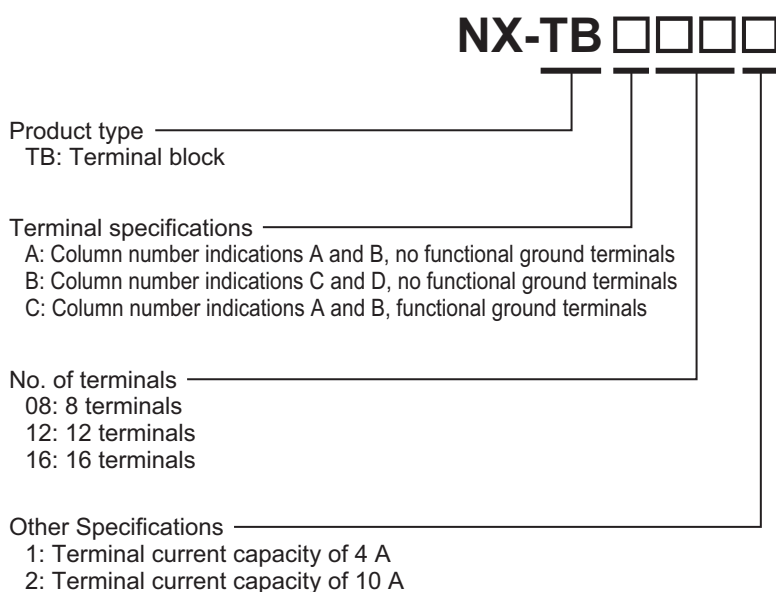 NX-TB □□□□
Product type
TB: Terminal block
Terminal specifications
A: Column number indications A and B, no functional ground terminals
B: Column number indications C and D, no functional ground terminals
C: Column number indications A and B, functional ground terminals
No. of terminals
08: 8 terminals
12: 12 terminals
16: 16 terminals
Other Specifications
1: Terminal current capacity of 4 A
2: Terminal current capacity of 10 A